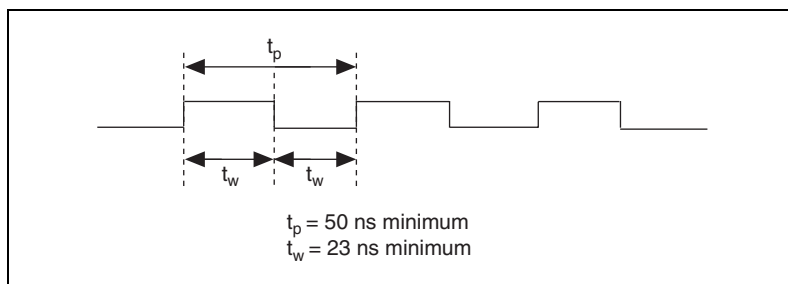 tp
tw tw
tp = 50 ns minimum
tw = 23 ns minimum